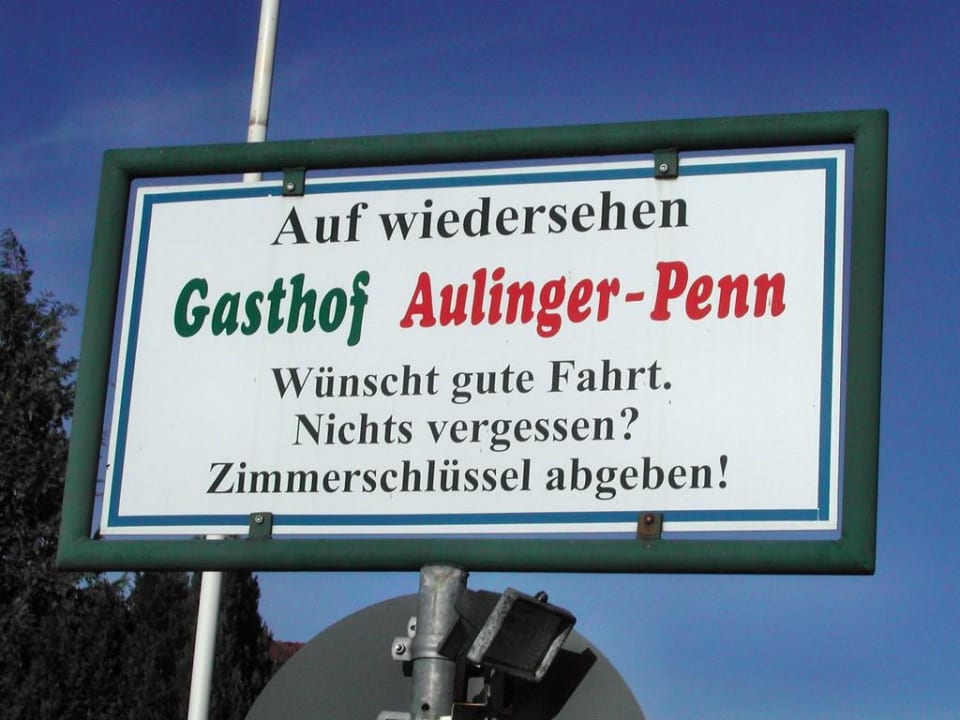 Auf wiedersehen
Gasthof Aulinger-Penn
Wünscht gute Fahrt.
Nichts vergessen?
Zimmerschlüssel abgeben!